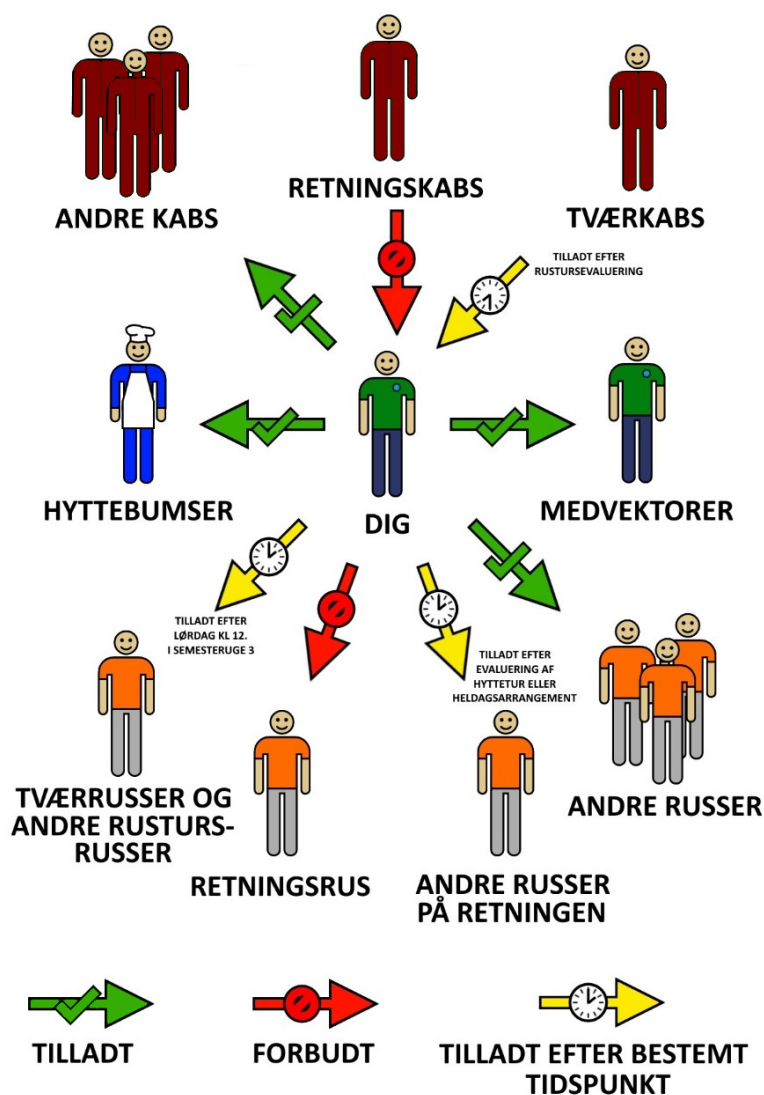 ANDRE KABS
RETNINGSKABS
TVÆRKABS
TILLADT EFTER
RUSTURSEVALUERING
HYTTEBUMSER
DIG
MEDVEKTORER
TILLADT EFTER
LØRDAG KL 12.
I SEMESTERUGE 3
TILLADT EFTER
EVALUERING AF
HYTTETUR ELLER
HELDAGSARRANGEMENT
TVÆRRUSSER OG
ANDRE RUSTURS-
RUSSER
RETNINGSRUS
ANDRE RUSSER
PÅ RETNINGEN
ANDRE RUSSER
TILLADT
FORBUDT
TILLADT EFTER BESTEMT
TIDSPUNKT